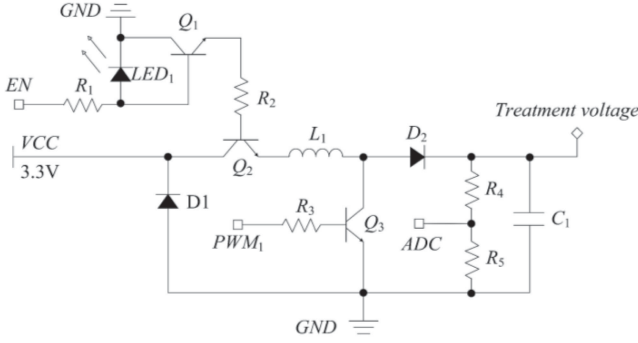 GND
Q1
EN
R1
LED1
R2
Treatment voltage
VCC
3.3V
Q2
L1
D2
D1
R3
PWM1
Q3
ADC
R4
C1
R5
GND